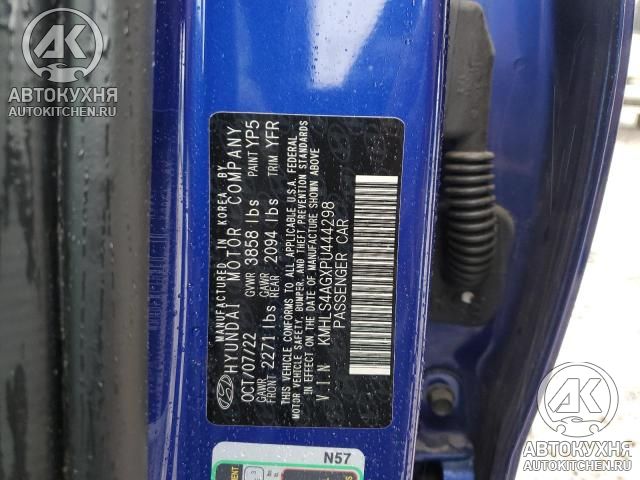 АВТОКУХНЯ
AUTOKITCHEN.RU
MANUFACTURED IN KOREA BY
HYUNDAI MOTOR COMPANY
OCT/07/22 GVWR 3858 lbs PAINT YP5
GAWR FRONT 2271lbs GAWR REAR 2094 lbs TRIM YFR
THIS VEHICLE CONFORMS TO ALL APPLICABLE U.S.A. FEDERAL
MOTOR VEHICLE SAFETY, BUMPER, AND THEFT PREVENTION STANDARDS
IN EFFECT ON THE DATE OF MANUFACTURE SHOWN ABOVE
V.I.N KMHLS4AGXPU444298
PASSENGER CAR
N57
АВТОКУХНЯ
AUTOKITCHEN.RU